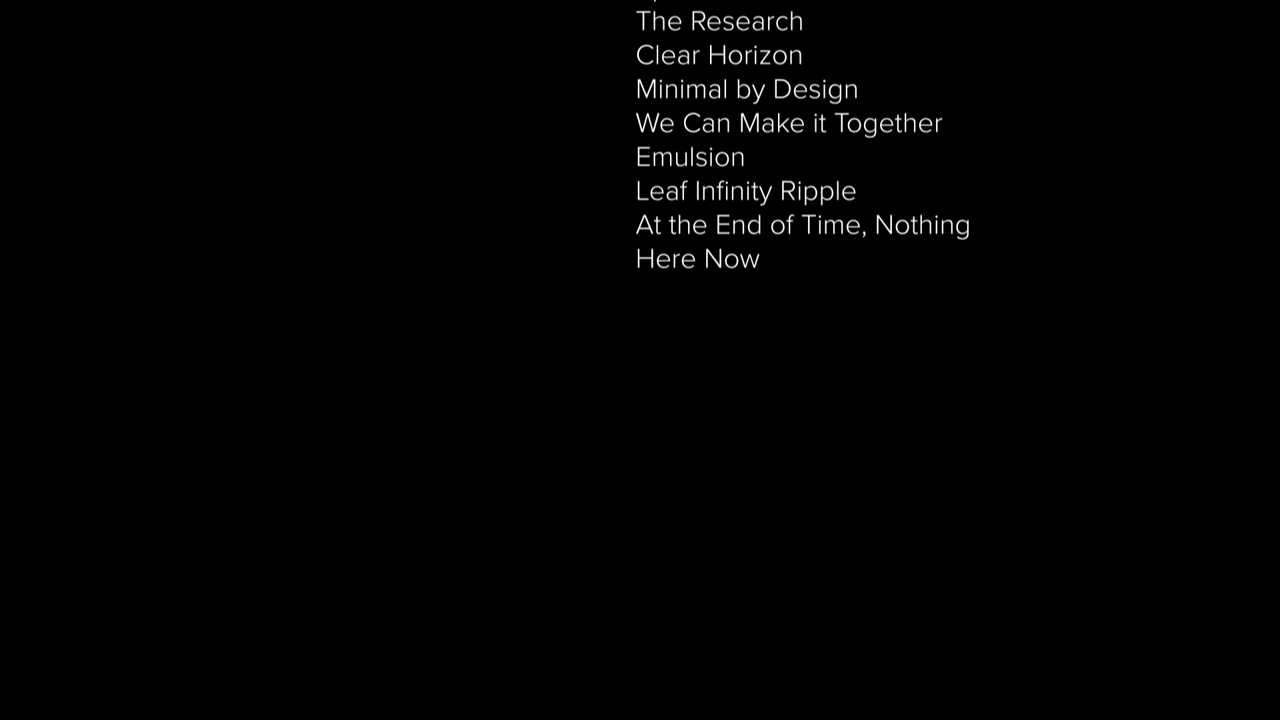 The Research
Clear Horizon
Minimal by Design
We Can Make it Together
Emulsion
Leaf Infinity Ripple
At the End of Time, Nothing
Here Now